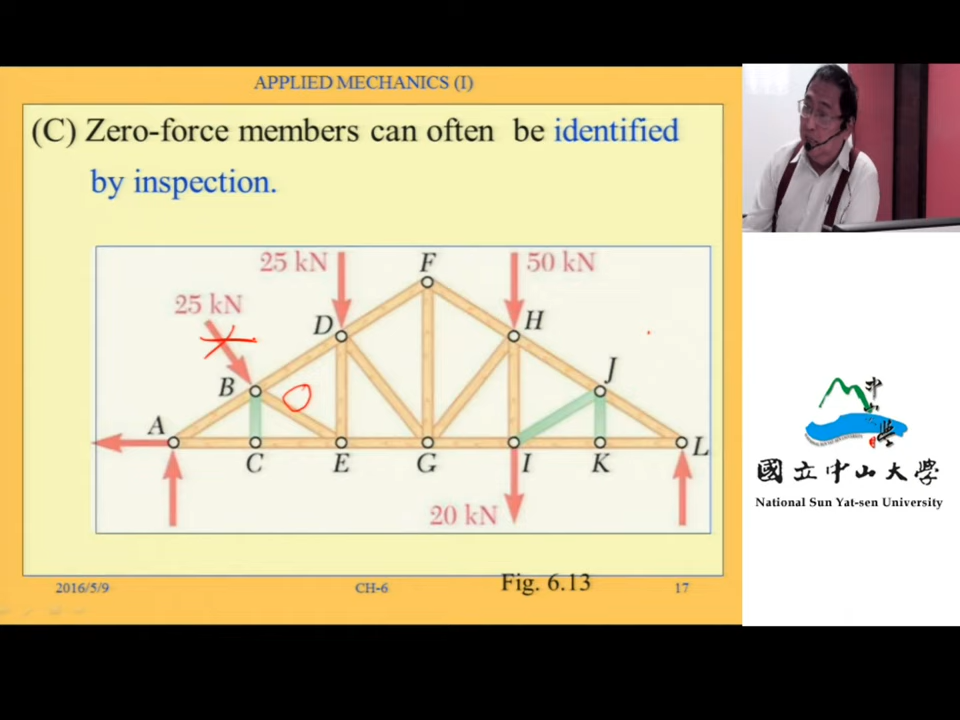 APPLIED MECHANICS (I)
(C) Zero-force members can often be identified
by inspection.
25 kN
F
50 kN
25 kN
D
H
B
J
A
L
C
E
G
I
K
20 kN
Fig. 6.13
2016/5/9
CH-6
17
國立中山大學
National Sun Yat-sen University